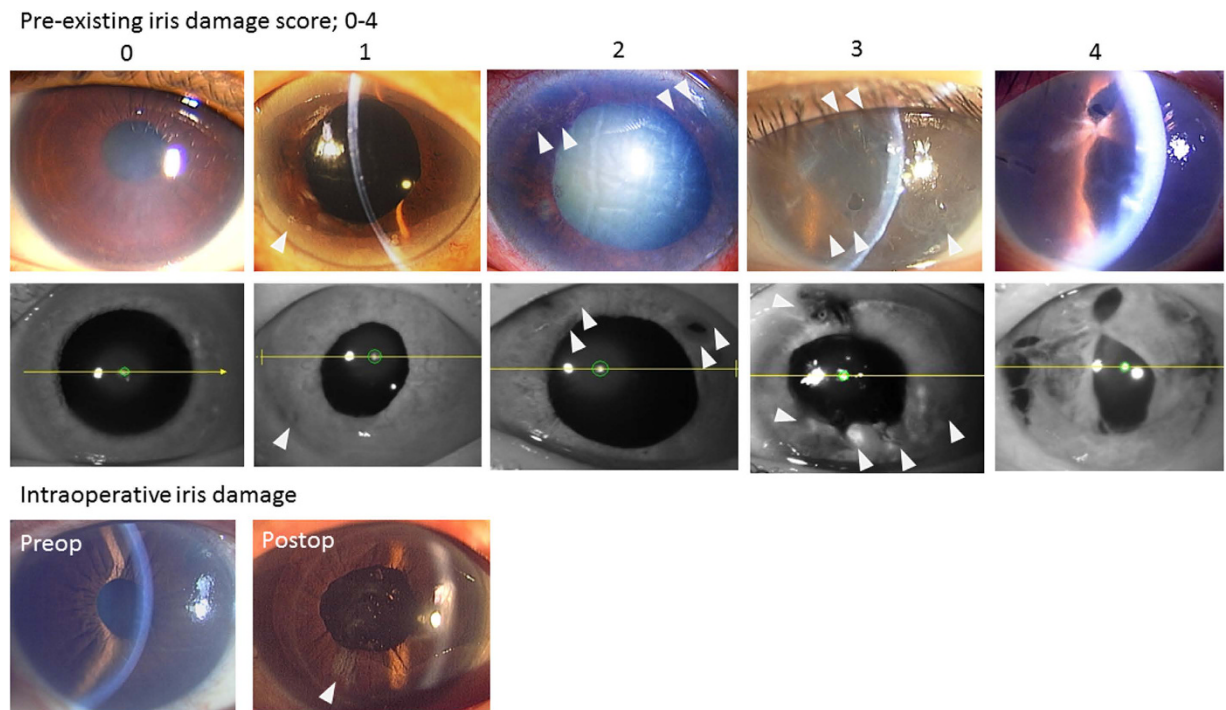 Pre-existing iris damage score; 0-4
0 1 2 3 4
Intraoperative iris damage
Preop Postop